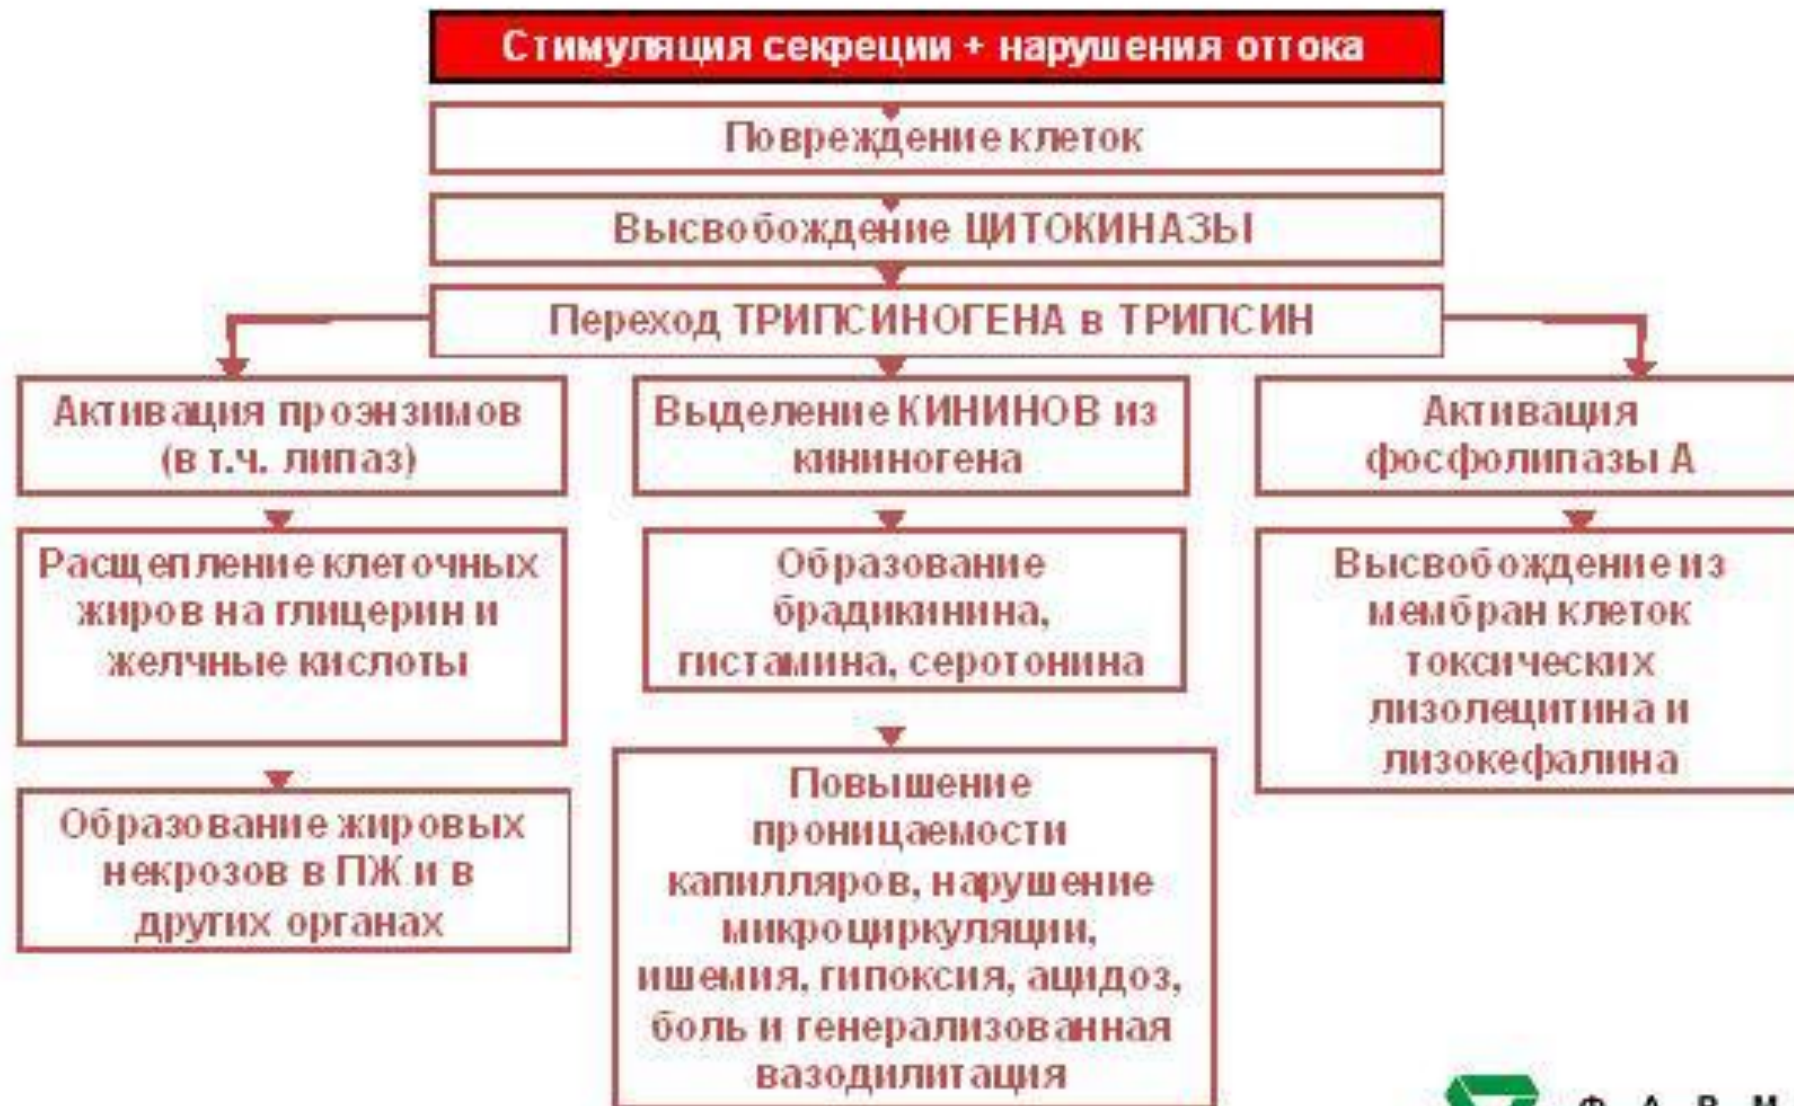 Стимуляция секреции + нарушения оттока
Повреждение клеток
Высвобождение ЦИТОКИНАЗЫ
Переход ТРИПСИНОГЕНА в ТРИПСИН
Активация проэнзимов
(в т.ч. липаз)
Расщепление клеточных
жиров на глицерин и
желчные кислоты
Образование жировых
некрозов в ПЖ и в
других органах
Выделение КИНИНОВ из
кининогена
Образование
брадикинина,
гистамина, серотонина
Повышение
проницаемости
капилляров, нарушение
микроциркуляции,
ишемия, гипоксия, ацидоз,
боль и генерализованная
вазодилитация
Активация
фосфолипазы А
Высвобождение из
мембран клеток
токсических
лизолецитина и
лизокефалина